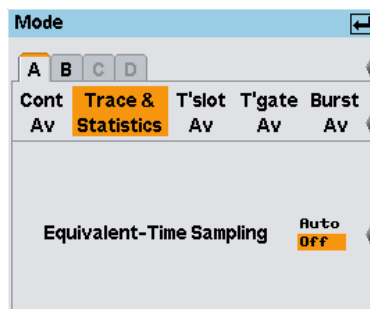 Mode
A B C D
Cont Trace & T'slot T'gate Burst
Av Statistics Av Av Av
Auto
Equivalent-Time Sampling
Off